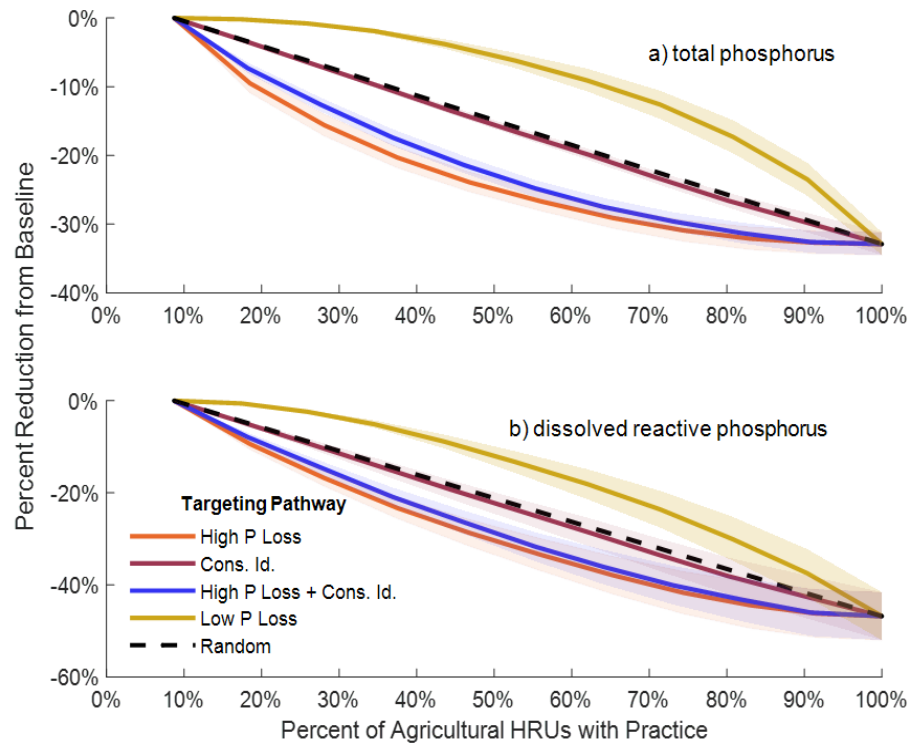 Percent Reduction from Baseline
0%
-10%
-20%
-30%
-40%
a) total phosphorus
0% 10% 20% 30% 40% 50% 60% 70% 80% 90% 100%
0%
-20%
-40%
-60%
b) dissolved reactive phosphorus
Targeting Pathway
High P Loss
Cons. Id.
High P Loss + Cons. Id.
Low P Loss
Random
0% 10% 20% 30% 40% 50% 60% 70% 80% 90% 100%
Percent of Agricultural HRUs with Practice